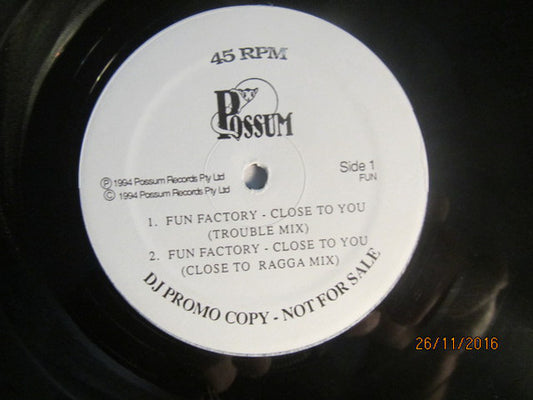 45 RPM
POSSUM
Ⓟ 1994 Possum Records Pty Ltd
Ⓒ 1994 Possum Records Pty Ltd
Side 1
FUN
1. FUN FACTORY - CLOSE TO YOU
(TROUBLE MIX)
2. FUN FACTORY - CLOSE TO YOU
(CLOSE TO RAGGA MIX)
DJ PROMO COPY - NOT FOR SALE
26/11/2016